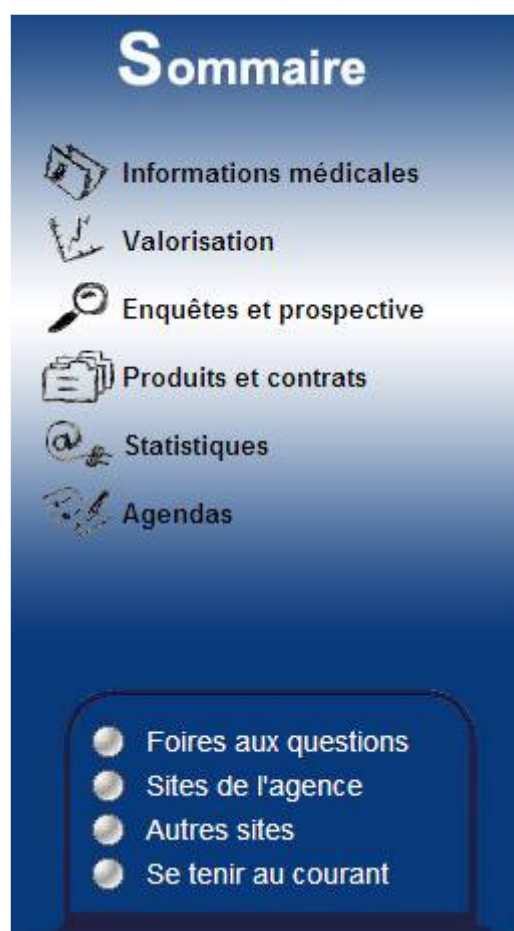 Sommaire
Informations médicales
Valorisation
Enquêtes et prospective
Produits et contrats
Statistiques
Agendas
Foires aux questions
Sites de l'agence
Autres sites
Se tenir au courant